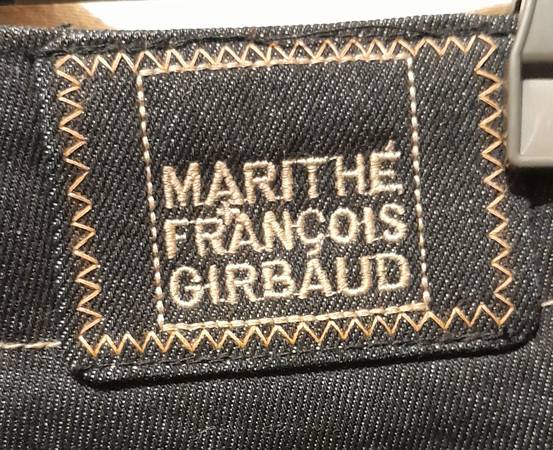 MARITHÉ
+
FRANÇOIS
GIRBAUD